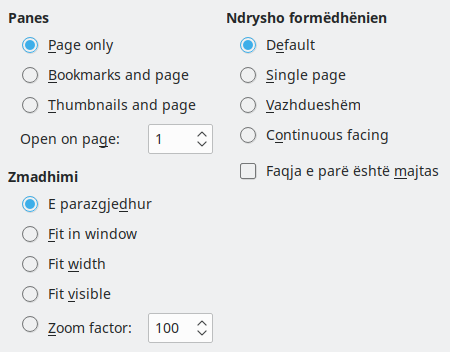 Panes
Page only
Bookmarks and page
Thumbnails and page
Open on page: 1
Zmadhimi
E parazgjedhur
Fit in window
Fit width
Fit visible
Zoom factor: 100
Ndrysho formëdhënien
Default
Single page
Vazhdueshëm
Continuous facing
Faqja e parë është majtas